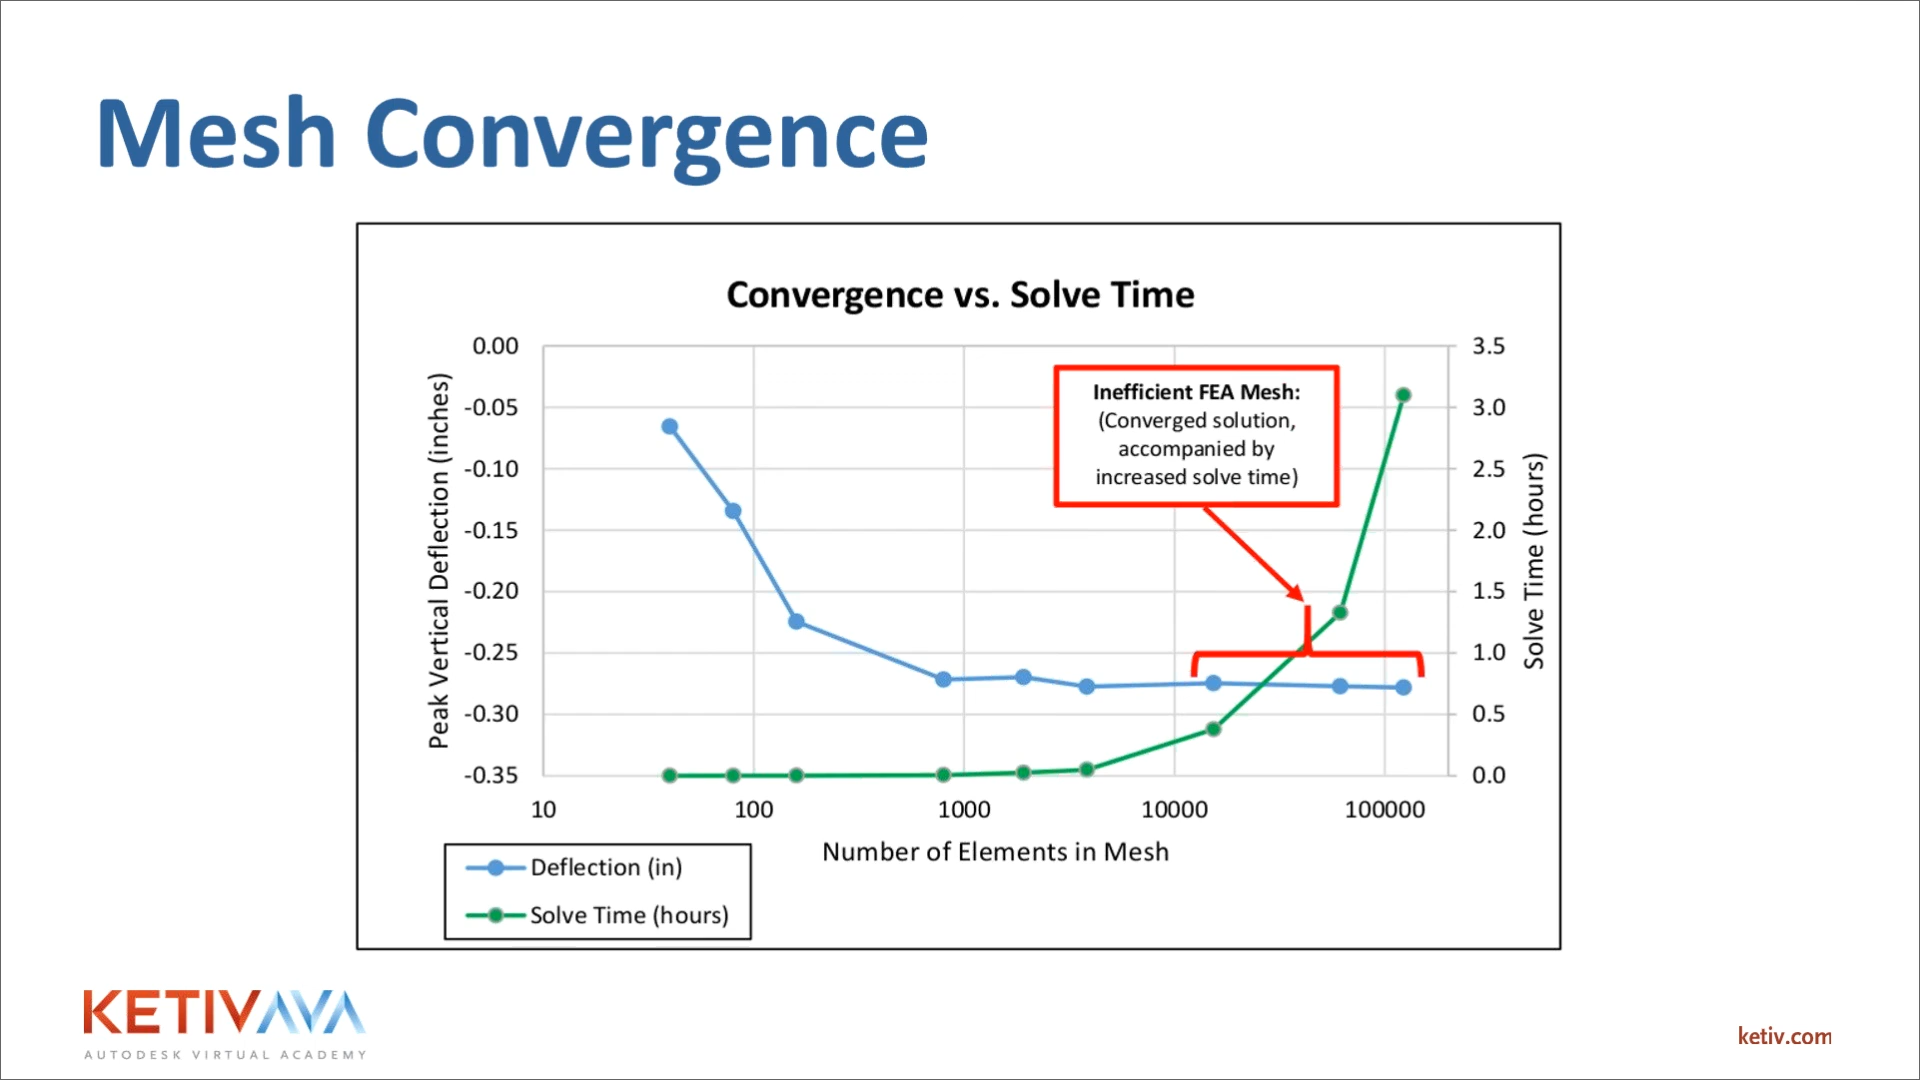 Mesh Convergence
Convergence vs. Solve Time
0.00
-0.05
-0.10
-0.15
-0.20
-0.25
-0.30
-0.35
Peak Vertical Deflection (inches)
3.5
3.0
2.5
2.0
1.5
1.0
0.5
0.0
Solve Time (hours)
Inefficient FEA Mesh:
(Converged solution,
accompanied by
increased solve time)
10 100 1000 10000 100000
Number of Elements in Mesh
Deflection (in)
Solve Time (hours)
KETIVAVA
AUTODESK VIRTUAL ACADEMY
ketiv.com